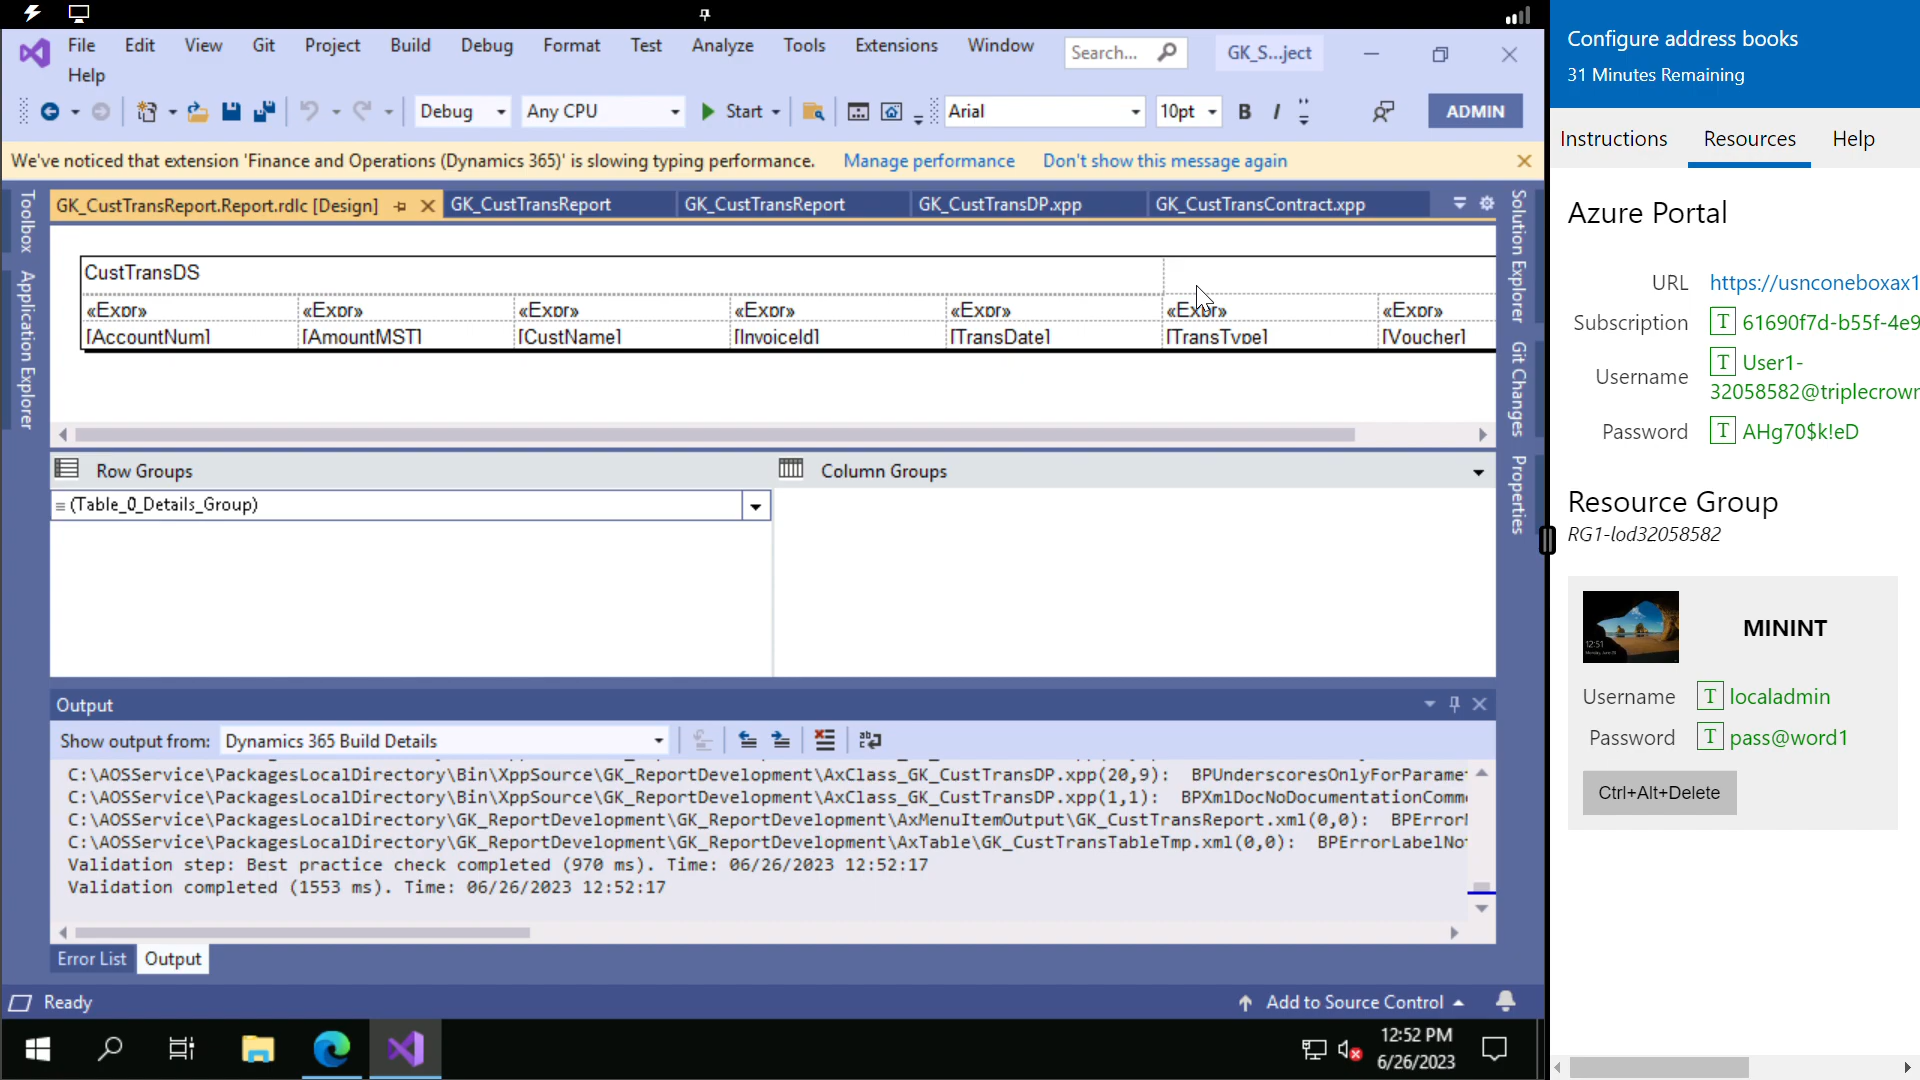 File Edit View Git Project Build Debug Format Test Analyze Tools Extensions Window Search... GK_S...ject
Help
Debug Any CPU Start Arial 10pt B I ADMIN
We've noticed that extension 'Finance and Operations (Dynamics 365)' is slowing typing performance. Manage performance Don't show this message again
GK_CustTransReport.Report.rdlc [Design] GK_CustTransReport GK_CustTransReport GK_CustTransDP.xpp GK_CustTransContract.xpp
Toolbox
Application Explorer
CustTransDS
«Expr» «Expr» «Expr» «Expr» «Expr» «Expr» «Expr»
[AccountNum] [AmountMST] [CustName] [InvoiceId] [TransDate] [TransType] [Voucher]
Solution Explorer
Git Changes
Properties
Row Groups Column Groups
(Table_0_Details_Group)
Output
Show output from: Dynamics 365 Build Details
C:\AOSService\PackagesLocalDirectory\Bin\XppSource\GK_ReportDevelopment\AxClass_GK_CustTransDP.xpp(20,9): BPUnderscoresOnlyForParame
C:\AOSService\PackagesLocalDirectory\Bin\XppSource\GK_ReportDevelopment\AxClass_GK_CustTransDP.xpp(1,1): BPXmlDocNoDocumentationComm
C:\AOSService\PackagesLocalDirectory\GK_ReportDevelopment\GK_ReportDevelopment\AxMenuItemOutput\GK_CustTransReport.xml(0,0): BPError
C:\AOSService\PackagesLocalDirectory\GK_ReportDevelopment\GK_ReportDevelopment\AxTable\GK_CustTransTableTmp.xml(0,0): BPErrorLabelNo
Validation step: Best practice check completed (970 ms). Time: 06/26/2023 12:52:17
Validation completed (1553 ms). Time: 06/26/2023 12:52:17
Error List Output
Ready Add to Source Control
12:52 PM
6/26/2023
Configure address books
31 Minutes Remaining
Instructions Resources Help
Azure Portal
URL https://usnconeboxax1
Subscription T 61690f7d-b55f-4e9
Username T User1-
32058582@triplecrown
Password T AHg70$k!eD
Resource Group
RG1-lod32058582
12:51
MININT
Username T localadmin
Password T pass@word1
Ctrl+Alt+Delete